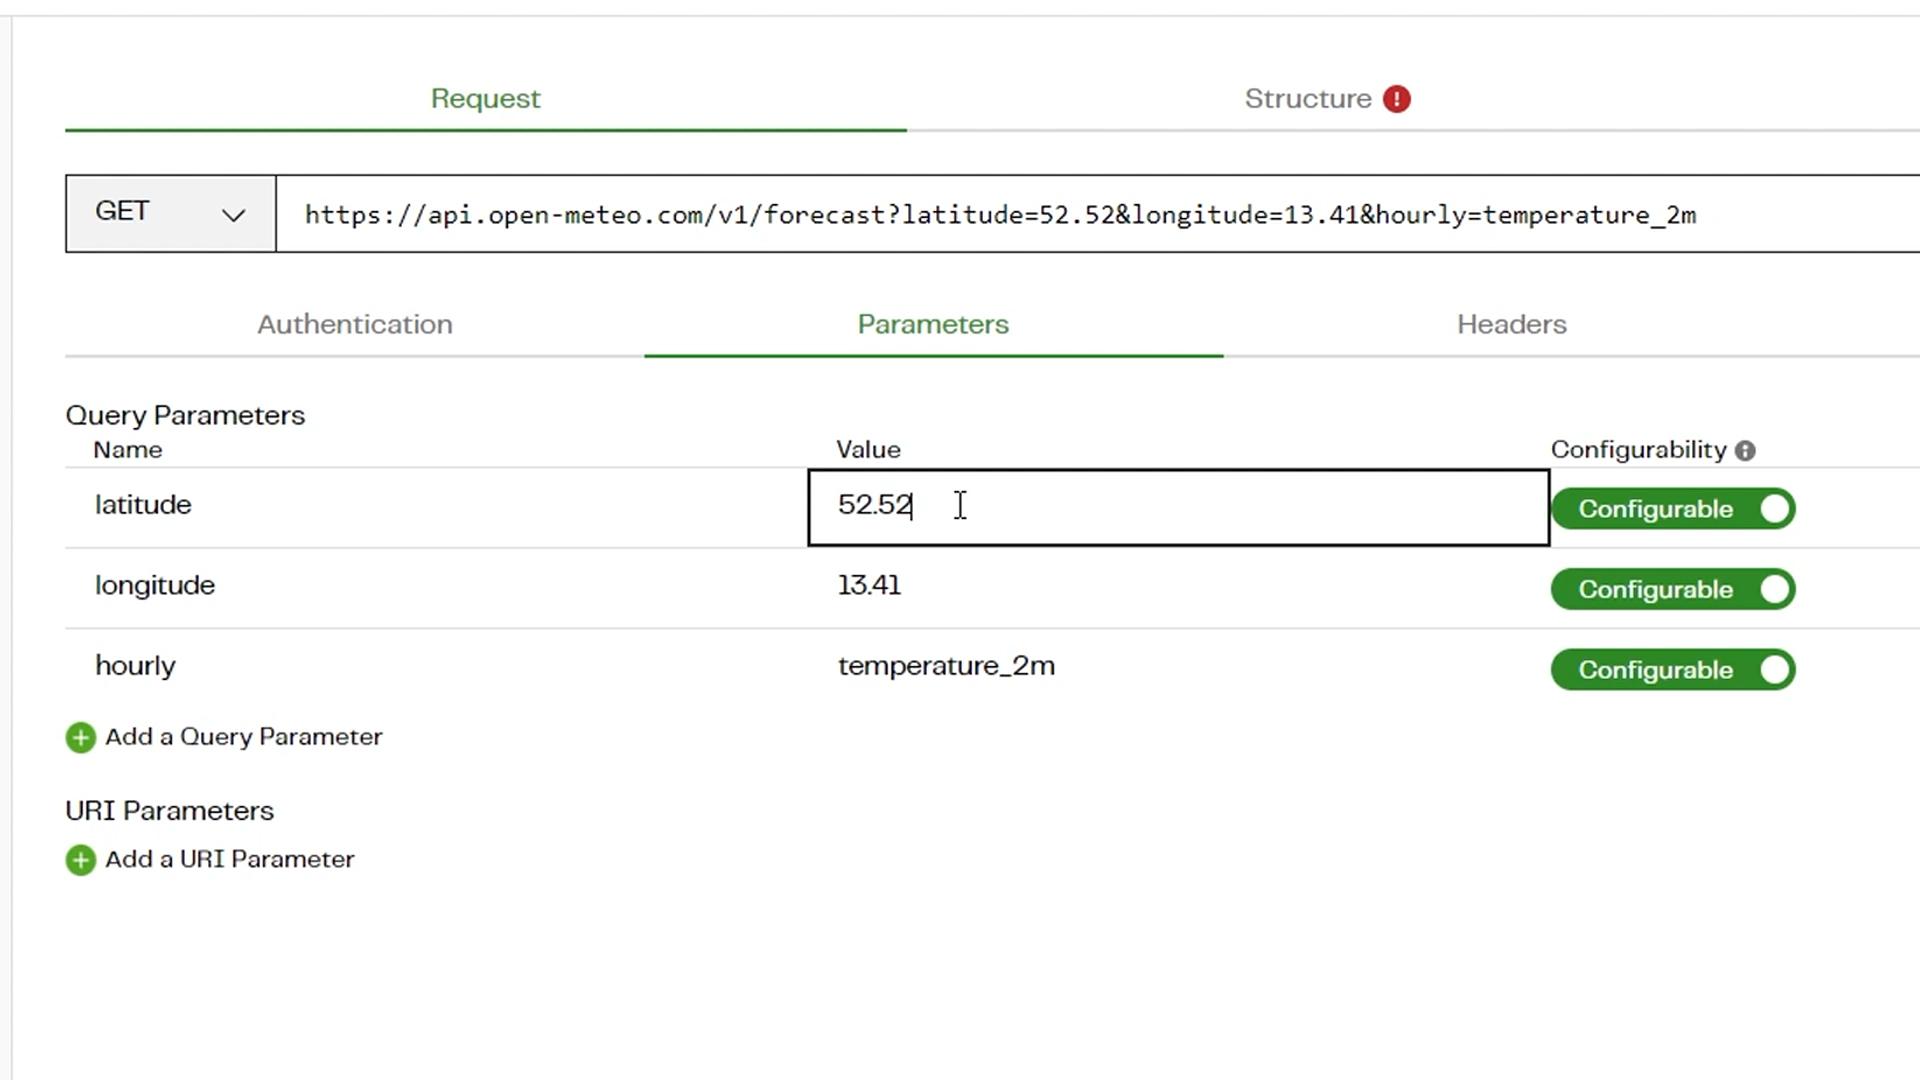 Request
Structure
GET
https://api.open-meteo.com/v1/forecast?latitude=52.52&longitude=13.41&hourly=temperature_2m
Authentication
Parameters
Headers
Query Parameters
Name
Value
Configurability
latitude
52.52
Configurable
longitude
13.41
Configurable
hourly
temperature_2m
Configurable
Add a Query Parameter
URI Parameters
Add a URI Parameter